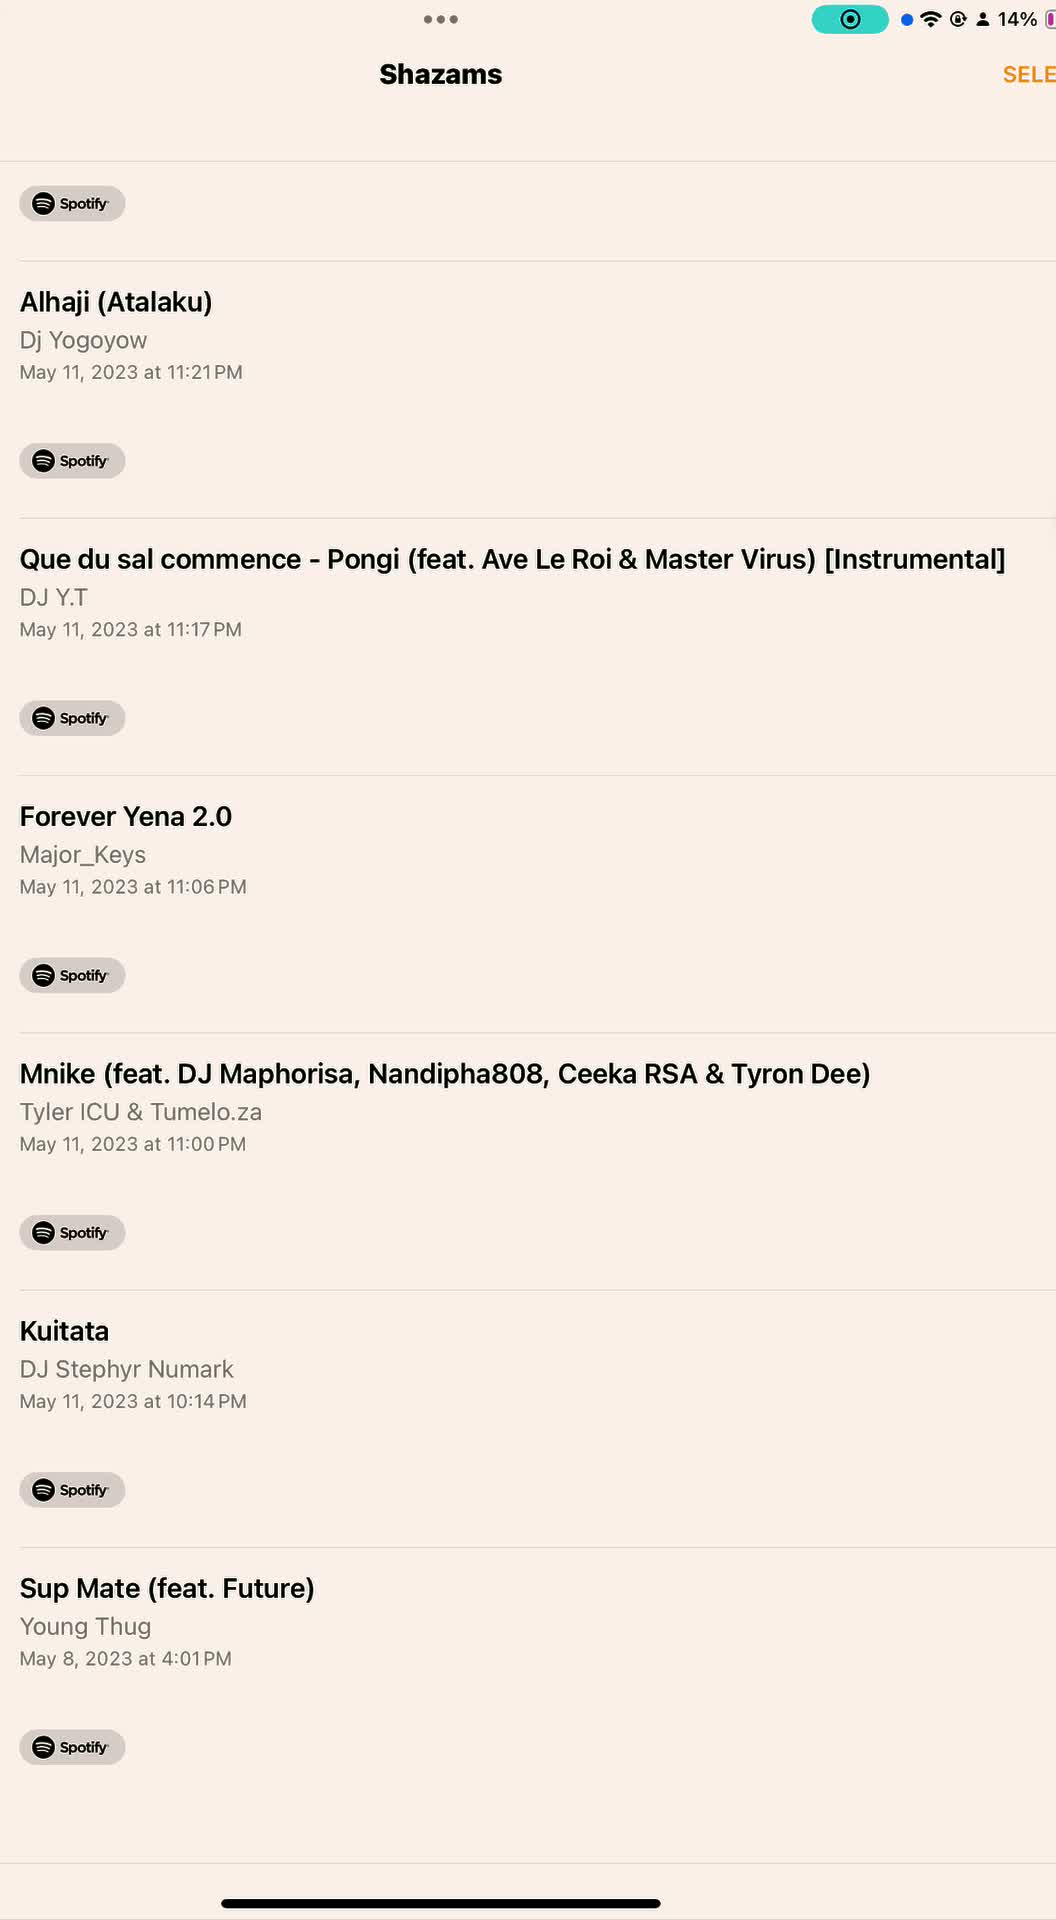 14%
Shazams
SELE
Spotify
Alhaji (Atalaku)
Dj Yogoyow
May 11, 2023 at 11:21 PM
Spotify
Que du sal commence - Pongi (feat. Ave Le Roi & Master Virus) [Instrumental]
DJ Y.T
May 11, 2023 at 11:17 PM
Spotify
Forever Yena 2.0
Major_Keys
May 11, 2023 at 11:06 PM
Spotify
Mnike (feat. DJ Maphorisa, Nandipha808, Ceeka RSA & Tyron Dee)
Tyler ICU & Tumelo.za
May 11, 2023 at 11:00 PM
Spotify
Kuitata
DJ Stephyr Numark
May 11, 2023 at 10:14 PM
Spotify
Sup Mate (feat. Future)
Young Thug
May 8, 2023 at 4:01 PM
Spotify